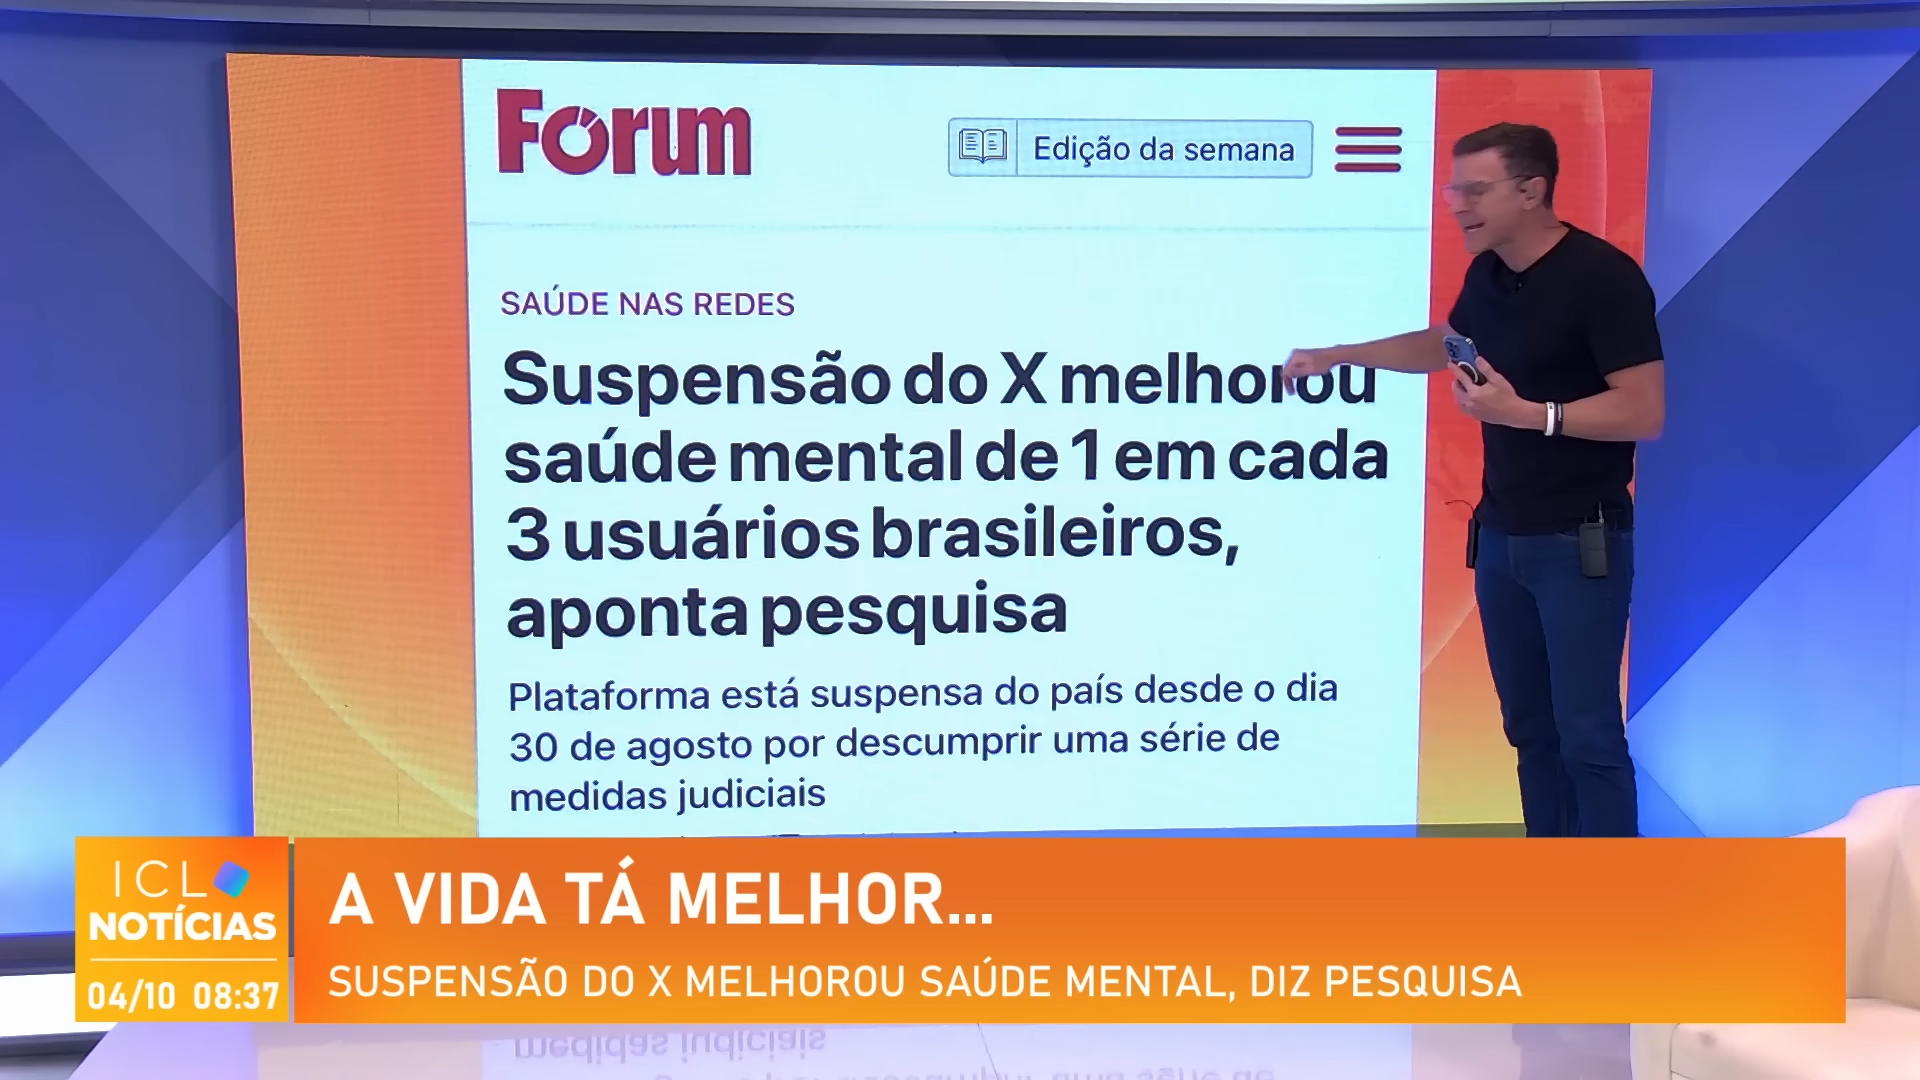 Fórum
Edição da semana
SAÚDE NAS REDES
Suspensão do X melhorou
saúde mental de 1 em cada
3 usuários brasileiros,
aponta pesquisa
Plataforma está suspensa do país desde o dia
30 de agosto por descumprir uma série de
medidas judiciais
ICL
NOTÍCIAS
04/10 08:37
A VIDA TÁ MELHOR...
SUSPENSÃO DO X MELHOROU SAÚDE MENTAL, DIZ PESQUISA